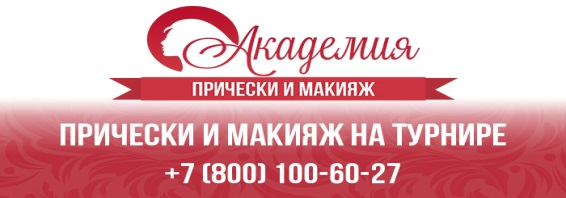 Академия
ПРИЧЕСКИ И МАКИЯЖ
ПРИЧЕСКИ И МАКИЯЖ НА ТУРНИРЕ
+7 (800) 100-60-27